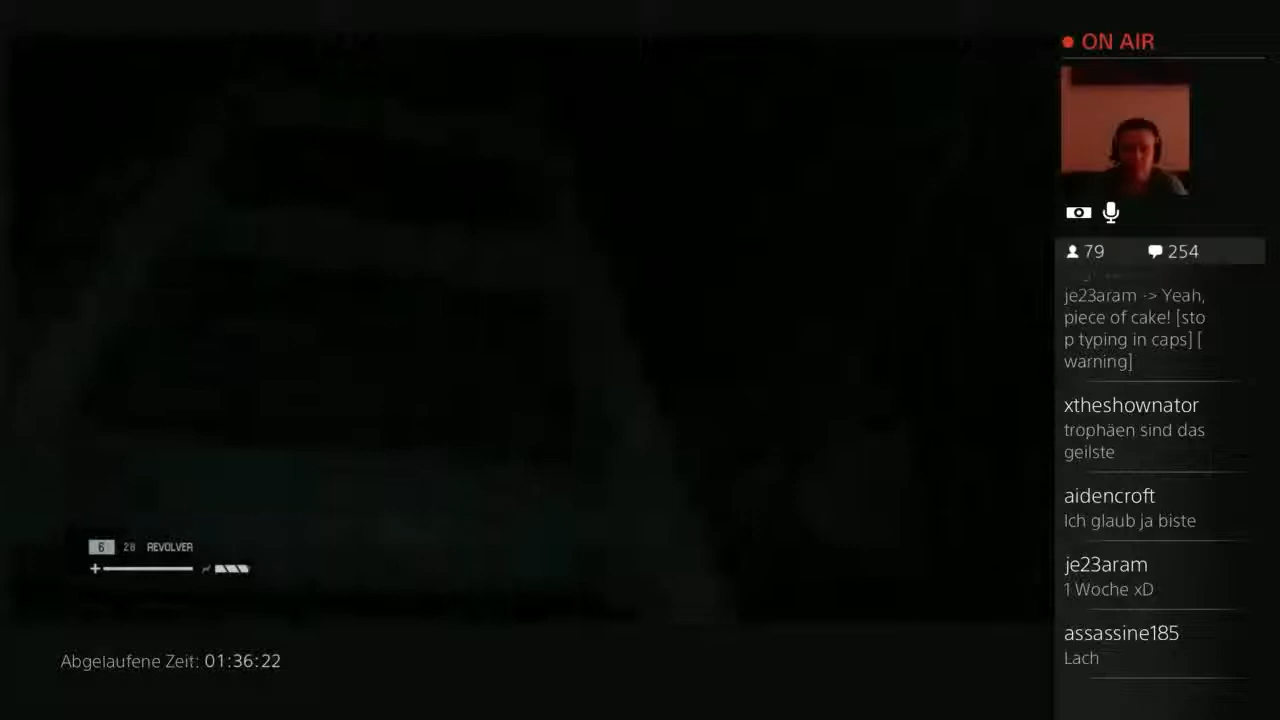 ON AIR
79 254
je23aram -> Yeah,
piece of cake! [sto
p typing in caps] [
warning]
xtheshownator
trophäen sind das
geilste
aidencroft
Ich glaub ja biste
je23aram
1 Woche xD
assassine185
Lach
6 28 REVOLVER
Abgelaufene Zeit: 01:36:22